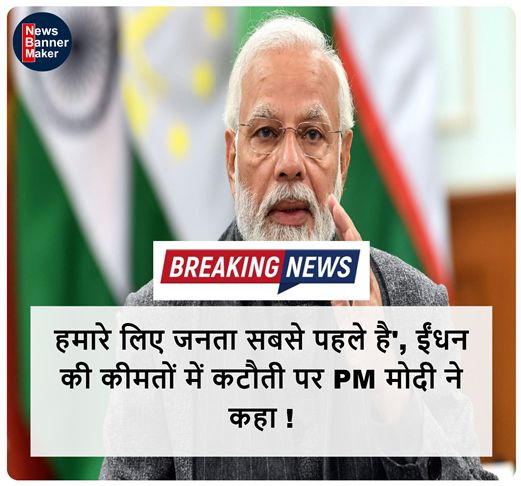 News
Banner
Maker
BREAKING NEWS
हमारे लिए जनता सबसे पहले है', ईंधन
की कीमतों में कटौती पर PM मोदी ने
कहा !